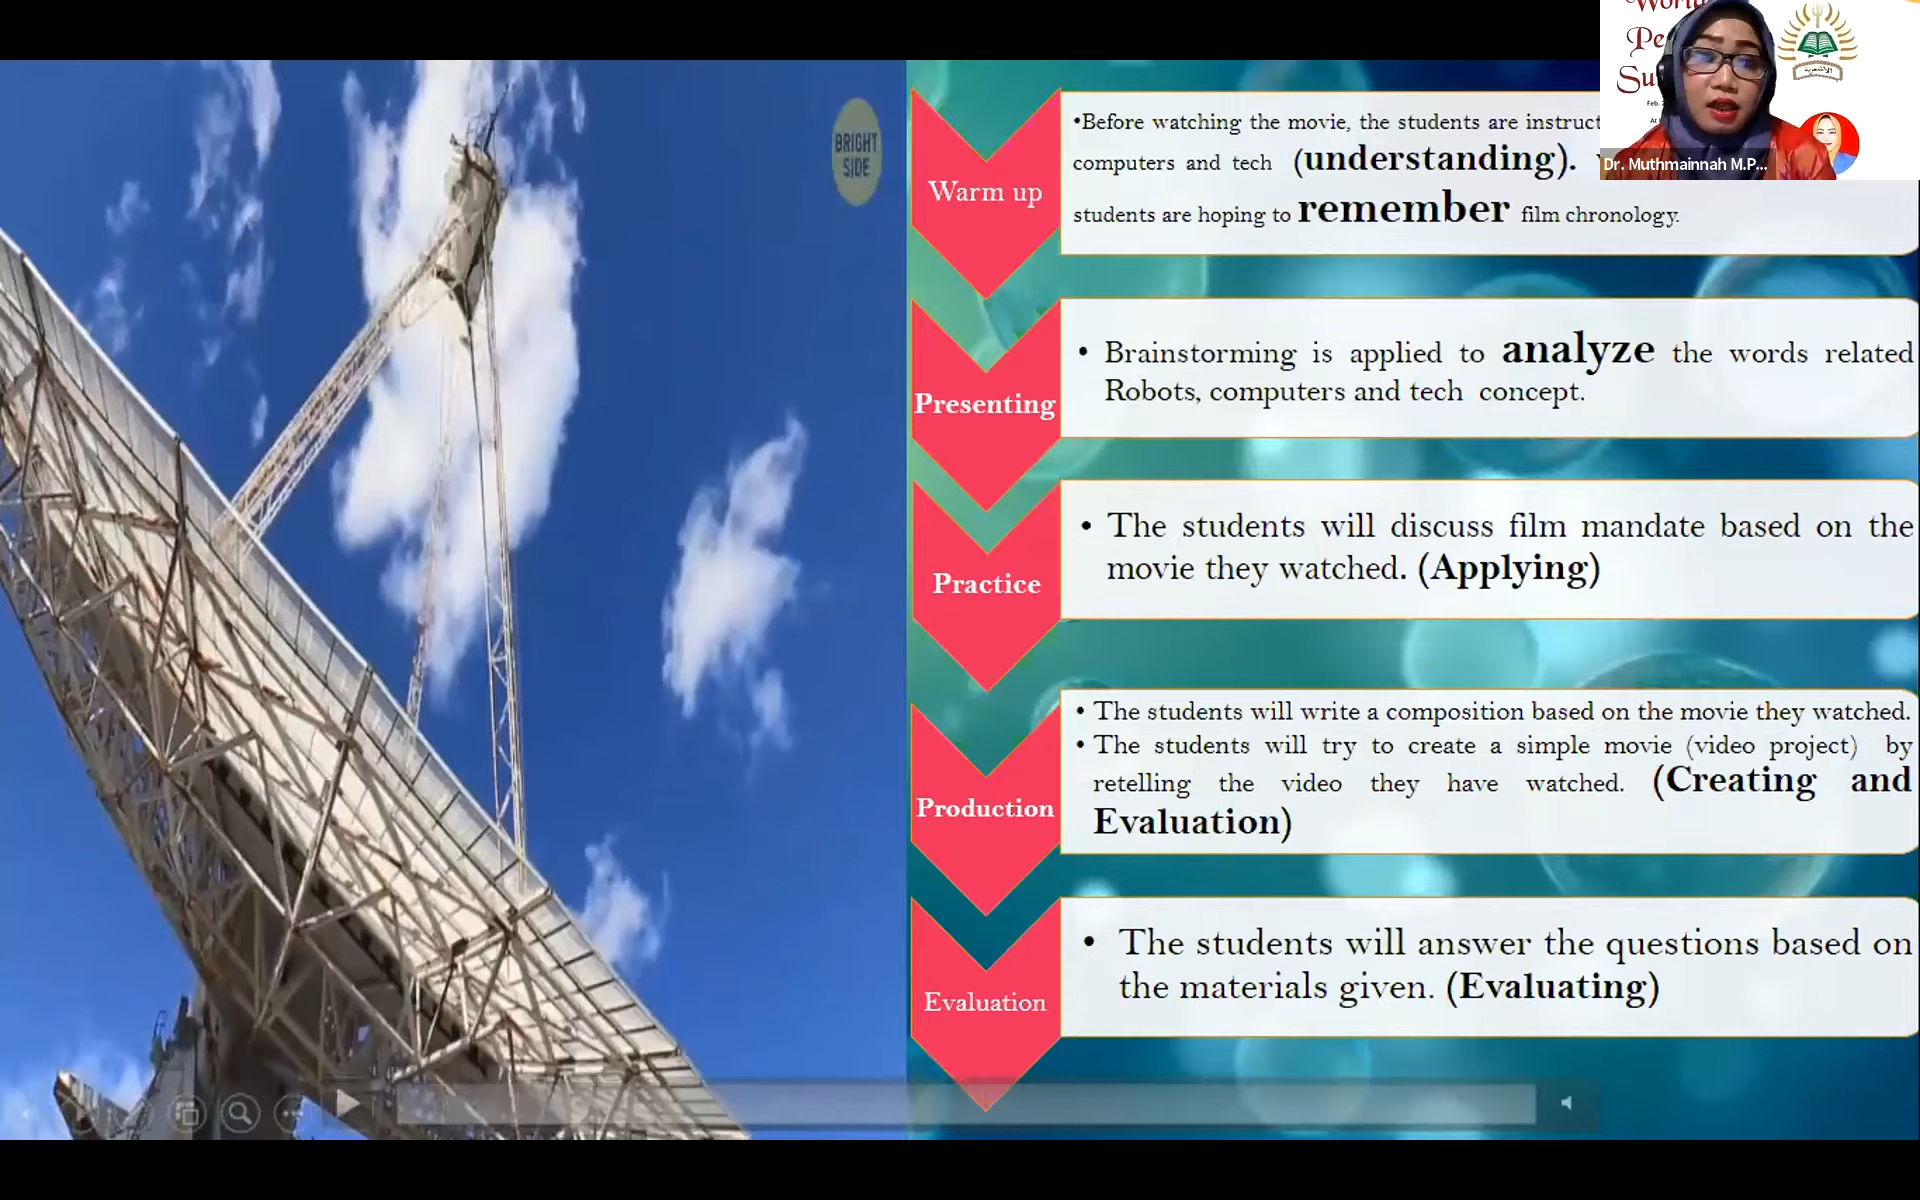 BRIGHT
SIDE
Warm up
•Before watching the movie, the students are
computers and tech (understanding).
students are hoping to remember film chronology.
Presenting
• Brainstorming is applied to analyze the words related
Robots, computers and tech concept.
Practice
• The students will discuss film mandate based on the
movie they watched. (Applying)
Production
• The students will write a composition based on the movie they watched.
• The students will try to create a simple movie (video project) by
retelling the video they have watched. (Creating and
Evaluation)
Evaluation
• The students will answer the questions based on
the materials given. (Evaluating)
Feb.
Dr. Muthmainnah M.P...